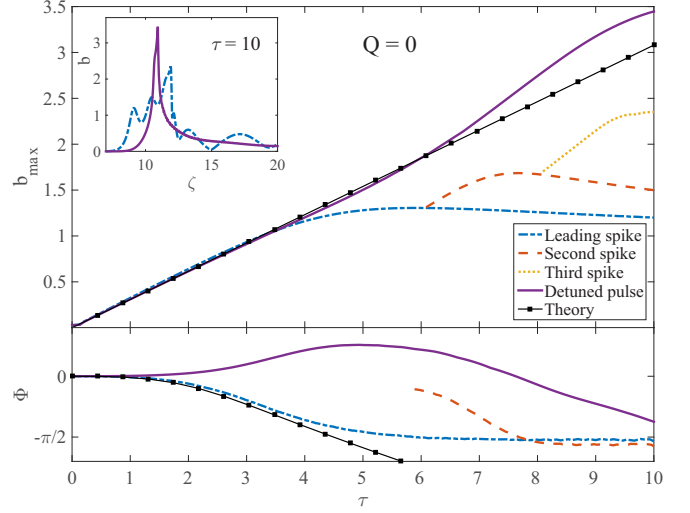 3.5
3
2.5
2
1.5
1
0.5
b_max
3
2
1
0
b
τ = 10
10 15 20
ζ
Q = 0
Leading spike
Second spike
Third spike
Detuned pulse
Theory
0
-π/2
Φ
0 1 2 3 4 5 6 7 8 9 10
τ